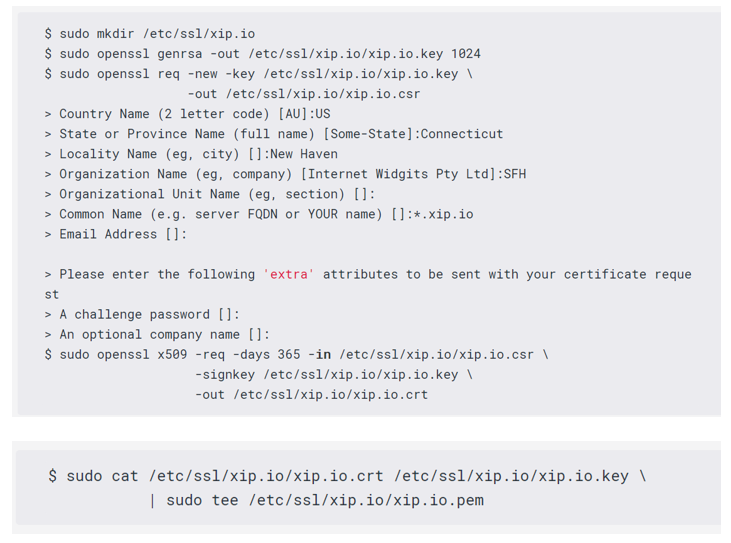 $ sudo mkdir /etc/ssl/xip.io
$ sudo openssl genrsa -out /etc/ssl/xip.io/xip.io.key 1024
$ sudo openssl req -new -key /etc/ssl/xip.io/xip.io.key \
-out /etc/ssl/xip.io/xip.io.csr
> Country Name (2 letter code) [AU]:US
> State or Province Name (full name) [Some-State]:Connecticut
> Locality Name (eg, city) []:New Haven
> Organization Name (eg, company) [Internet Widgits Pty Ltd]:SFH
> Organizational Unit Name (eg, section) []:
> Common Name (e.g. server FQDN or YOUR name) []:*.xip.io
> Email Address []:
> Please enter the following 'extra' attributes to be sent with your certificate reque
st
> A challenge password []:
> An optional company name []:
$ sudo openssl x509 -req -days 365 -in /etc/ssl/xip.io/xip.io.csr \
-signkey /etc/ssl/xip.io/xip.io.key \
-out /etc/ssl/xip.io/xip.io.crt
$ sudo cat /etc/ssl/xip.io/xip.io.crt /etc/ssl/xip.io/xip.io.key \
| sudo tee /etc/ssl/xip.io/xip.io.pem